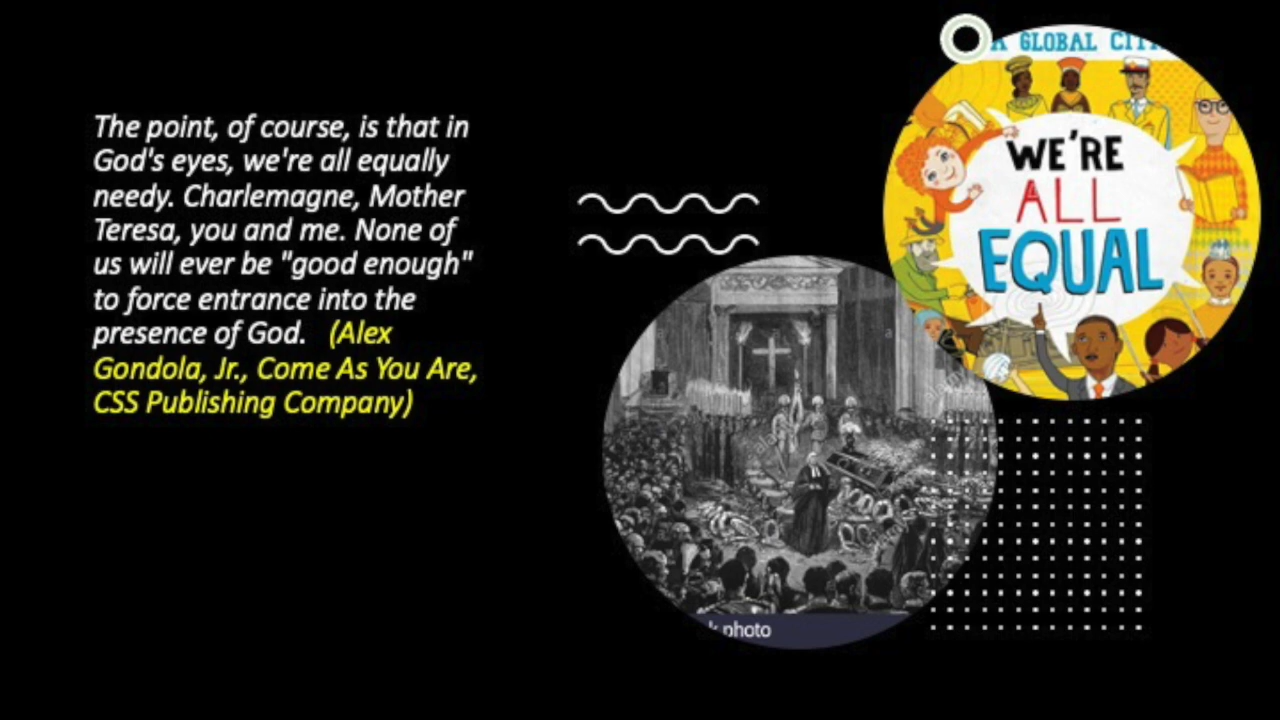 The point, of course, is that in
God's eyes, we're all equally
needy. Charlemagne, Mother
Teresa, you and me. None of
us will ever be "good enough"
to force entrance into the
presence of God. (Alex
Gondola, Jr., Come As You Are,
CSS Publishing Company)
A GLOBAL
WE'RE
ALL
EQUAL
photo